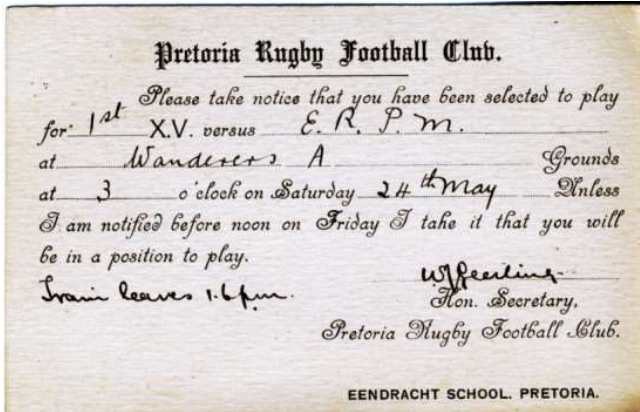 Pretoria Rugby Football Club.
Please take notice that you have been selected to play
for 1st X.V. versus E. R. P. M.
at Wanderers A Grounds
at 3 o'clock on Saturday 24th May Unless
I am notified before noon on Friday I take it that you will
be in a position to play.
Train leaves 1.6 pm.
Hon. Secretary,
Pretoria Rugby Football Club.
EENDRACHT SCHOOL. PRETORIA.